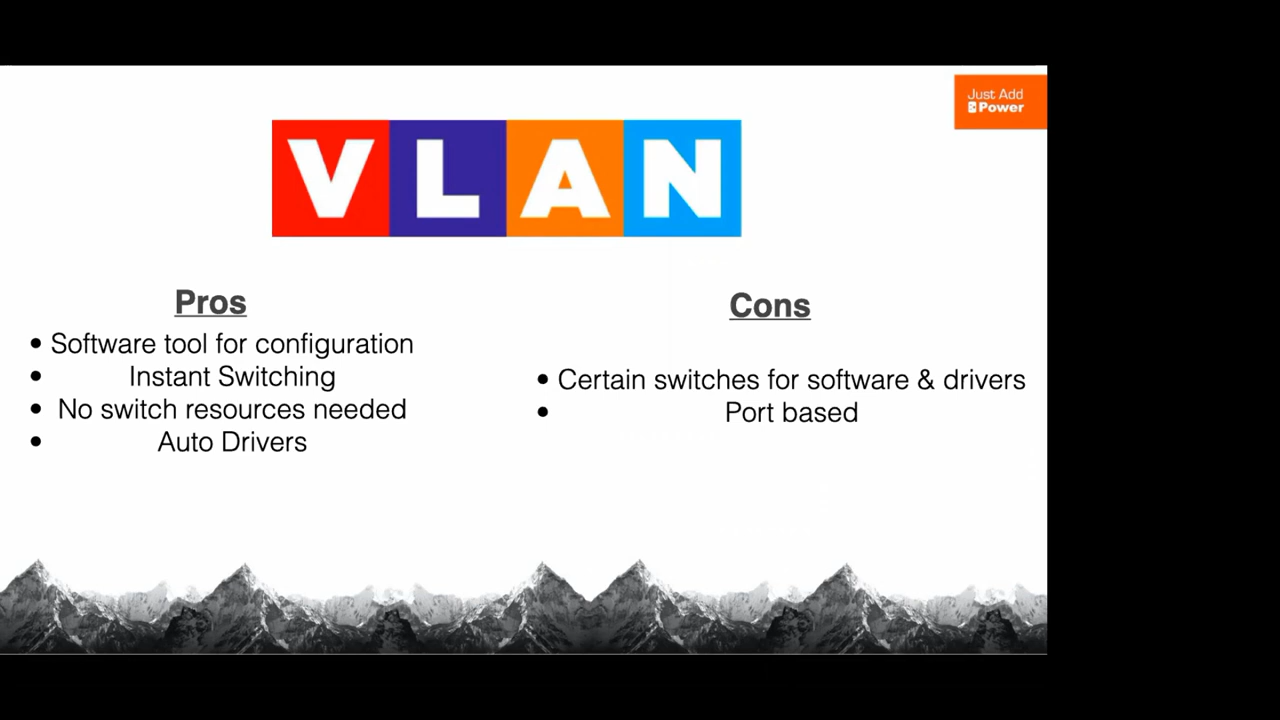 Just Add
Power
VLAN
Pros
• Software tool for configuration
• Instant Switching
• No switch resources needed
• Auto Drivers
Cons
• Certain switches for software & drivers
• Port based